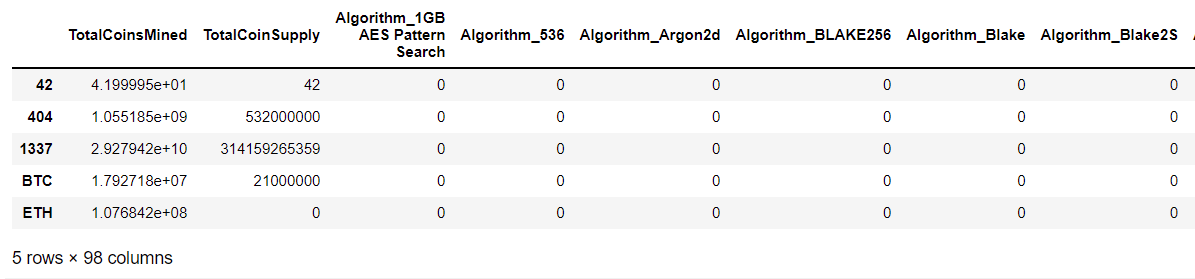 TotalCoinsMined TotalCoinSupply Algorithm_1GB AES Pattern Search Algorithm_536 Algorithm_Argon2d Algorithm_BLAKE256 Algorithm_Blake Algorithm_Blake2S
42 4.199995e+01 42 0 0 0 0 0 0
404 1.055185e+09 532000000 0 0 0 0 0 0
1337 2.927942e+10 314159265359 0 0 0 0 0 0
BTC 1.792718e+07 21000000 0 0 0 0 0 0
ETH 1.076842e+08 0 0 0 0 0 0 0
5 rows × 98 columns